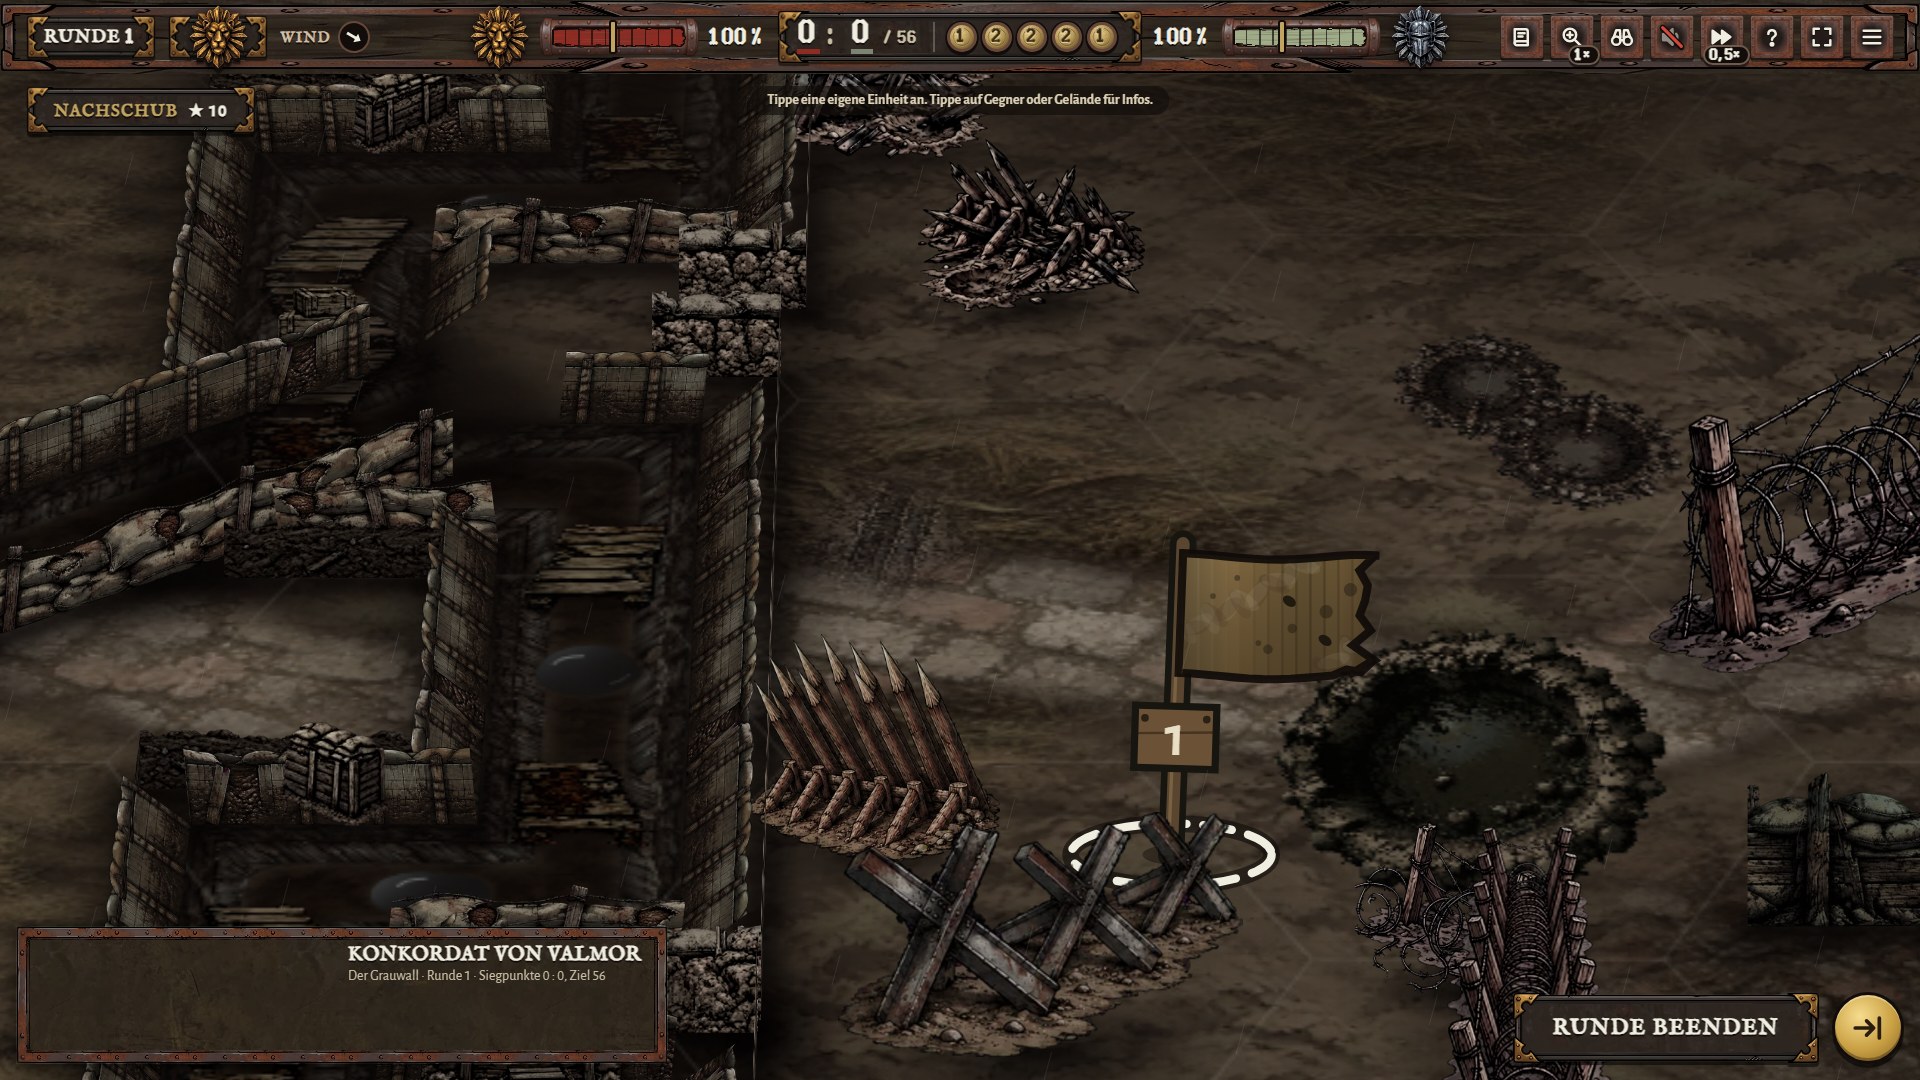 RUNDE 1
WIND
100 %
0 : 0 / 56
1 2 2 2 1
100 %
1×
0,5×
?
NACHSCHUB ★ 10
Tippe eine eigene Einheit an. Tippe auf Gegner oder Gelände für Infos.
1
KONKORDAT VON VALMOR
Der Grauwall · Runde 1 · Siegpunkte 0 : 0, Ziel 56
RUNDE BEENDEN